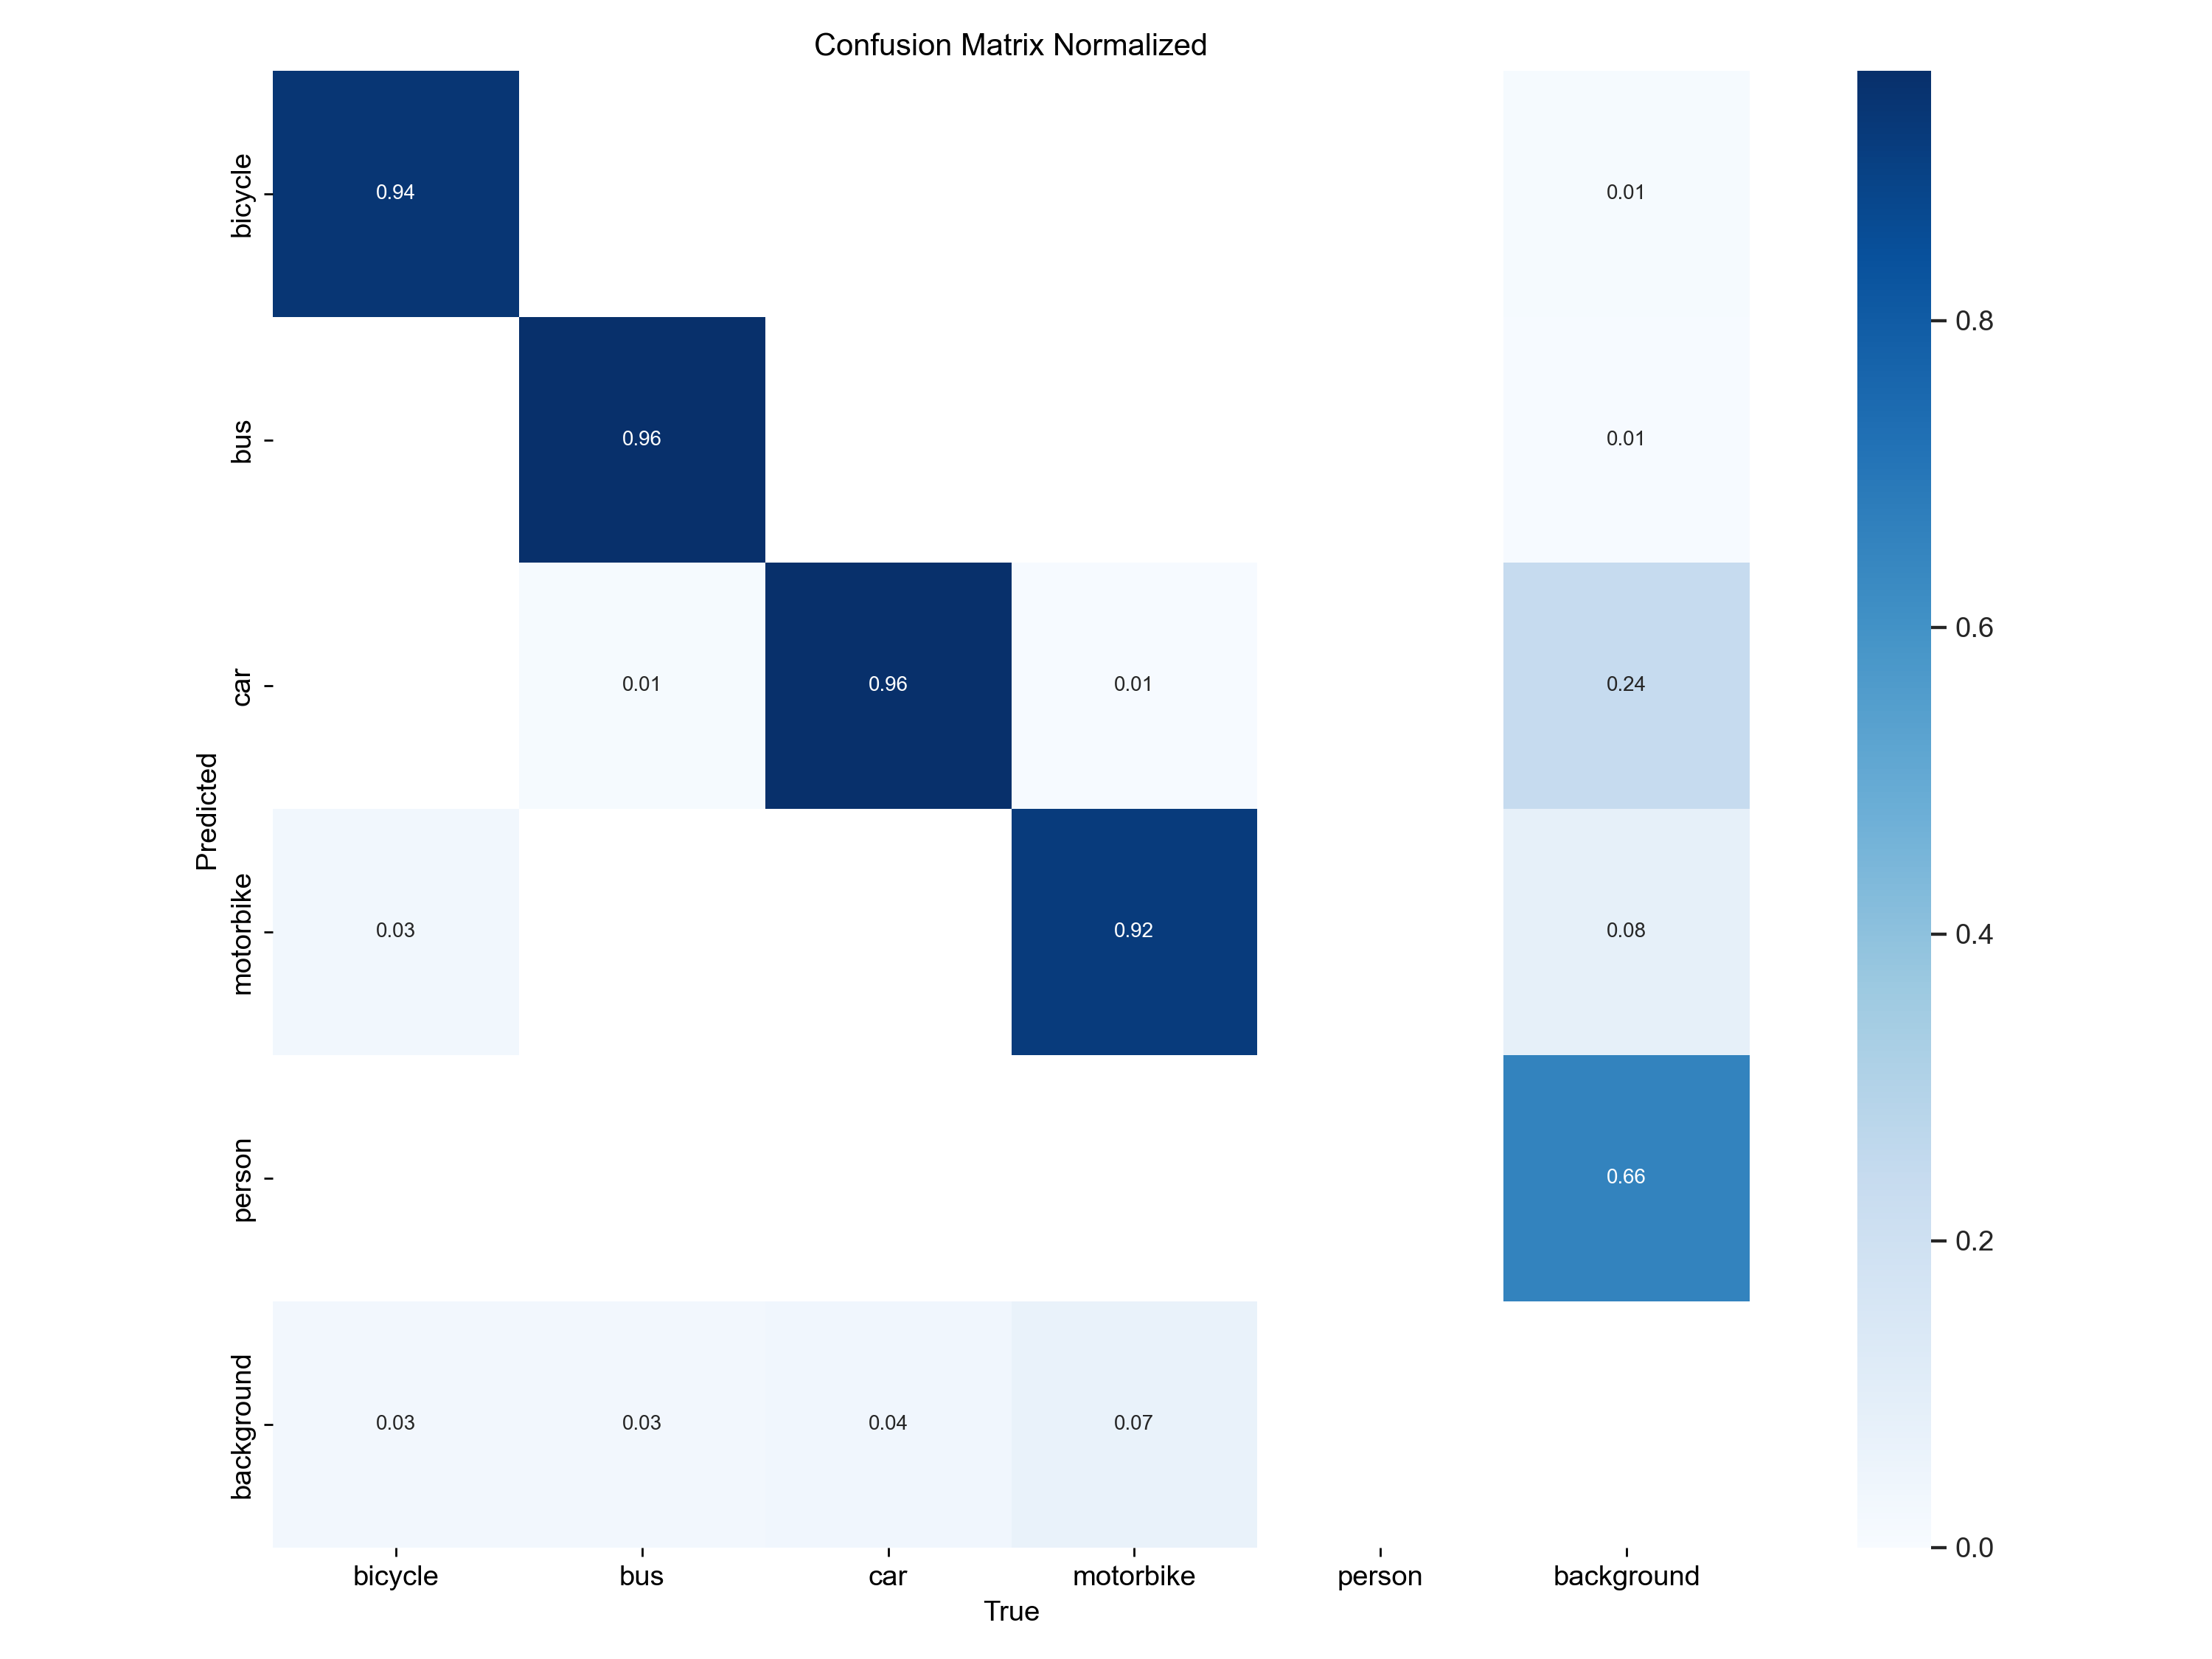 Confusion Matrix Normalized
bicycle
0.94
0.01
bus
0.96
0.01
0.8
car
0.01
0.96
0.01
0.24
0.6
Predicted
motorbike
0.03
0.92
0.08
0.4
person
0.66
0.2
background
0.03
0.03
0.04
0.07
0.0
bicycle bus car motorbike person background
True